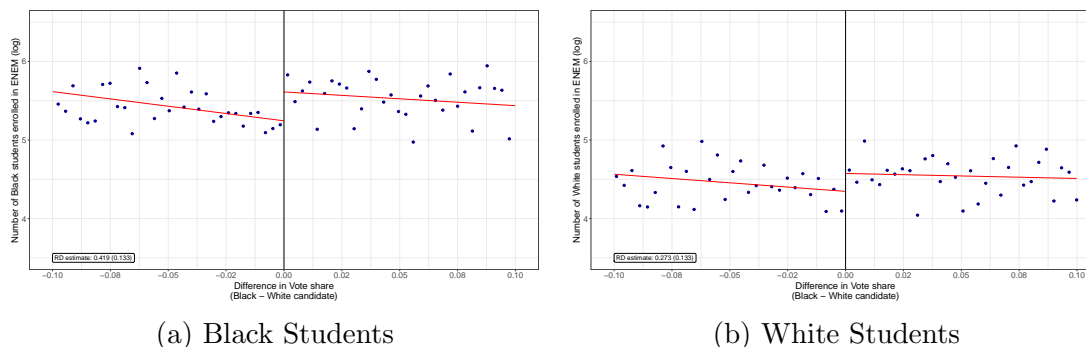 Number of Black students enrolled in ENEM (log)
6
5
4
RD estimate: 0.419 (0.133)
−0.10
−0.08
−0.05
−0.02
0.00
0.02
0.05
0.08
0.10
Difference in Vote share
(Black − White candidate)
(a) Black Students
Number of White students enrolled in ENEM (log)
6
5
4
RD estimate: 0.273 (0.133)
−0.10
−0.08
−0.05
−0.02
0.00
0.02
0.05
0.08
0.10
Difference in Vote share
(Black − White candidate)
(b) White Students